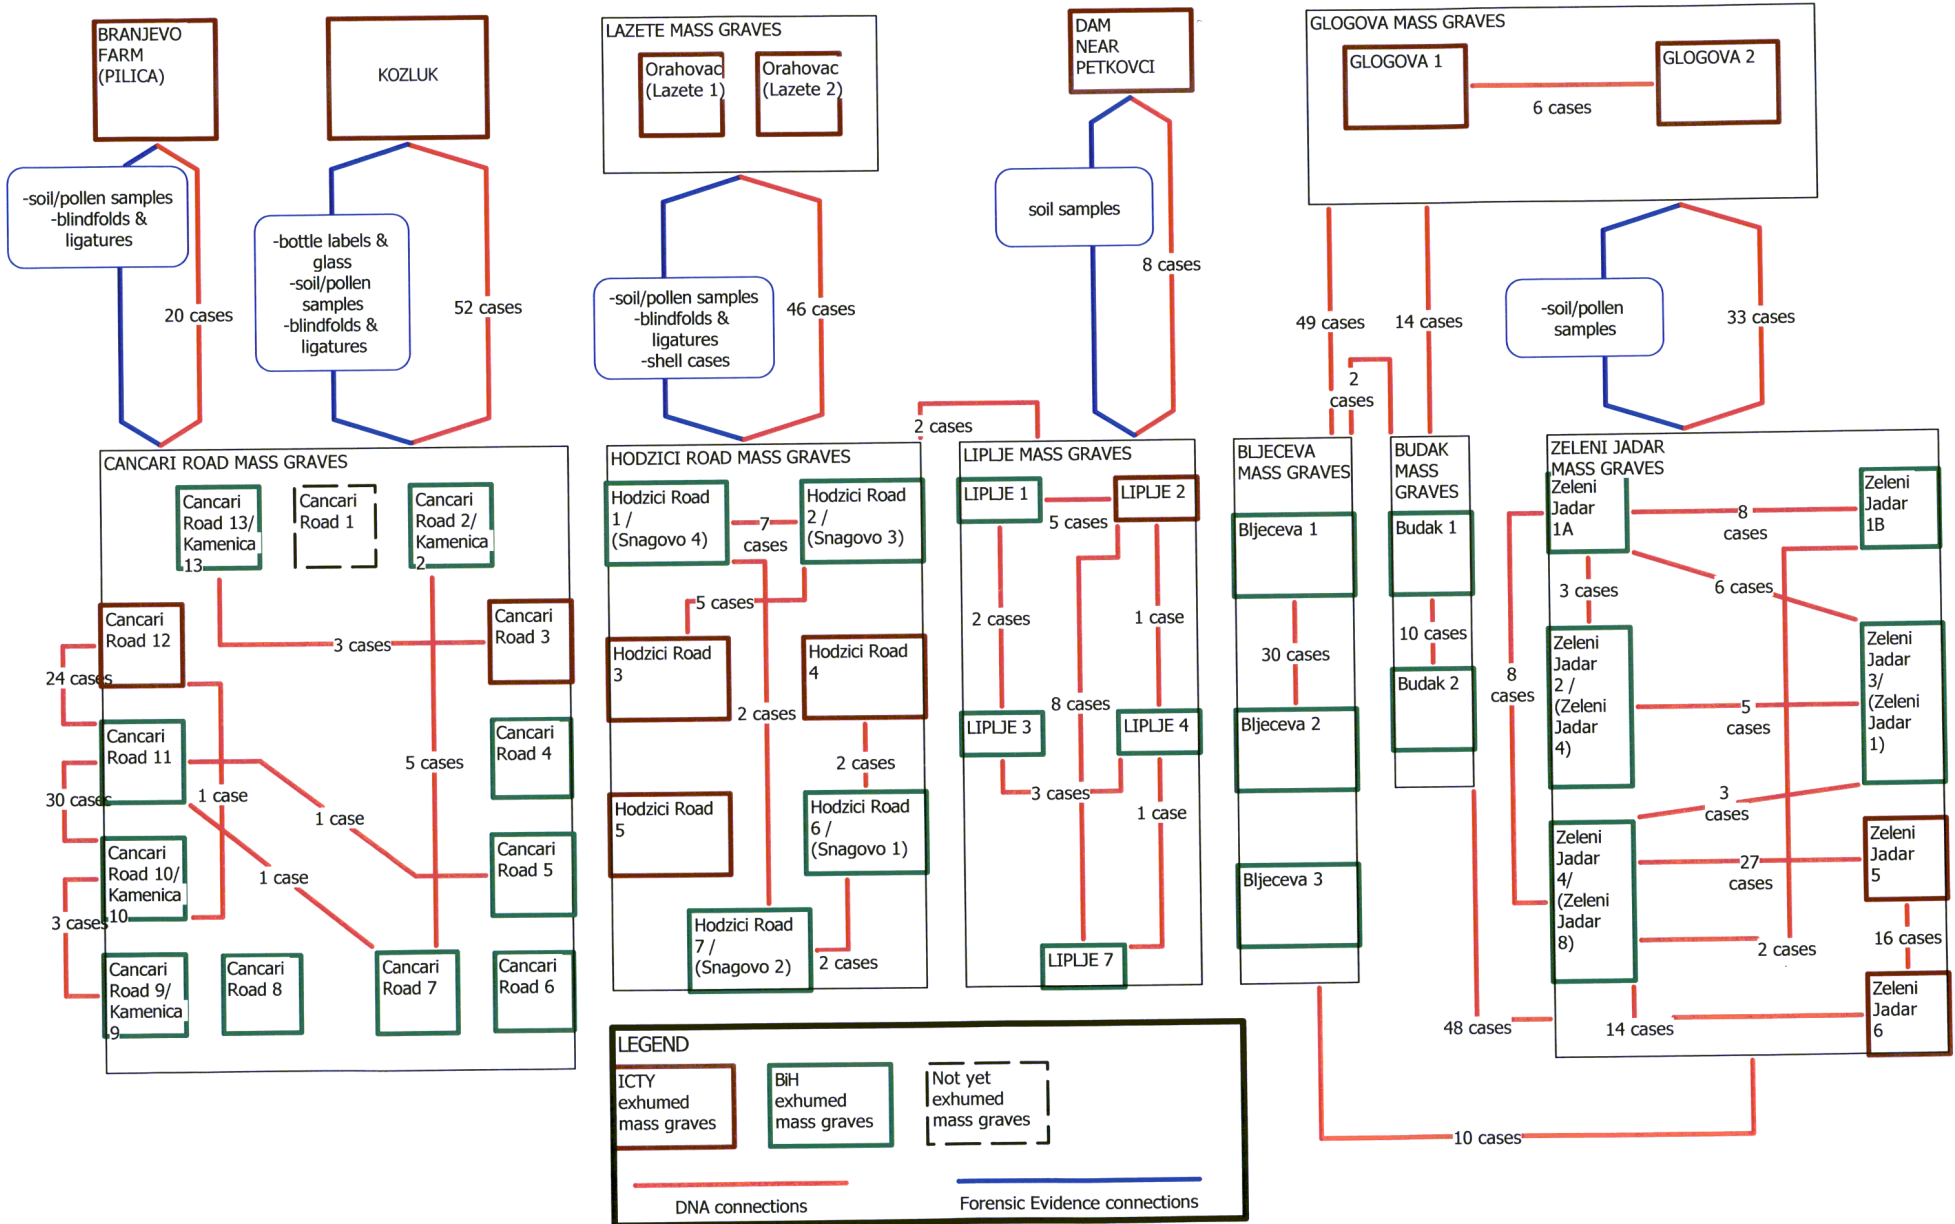 BRANJEVO
FARM
(PILICA)
KOZLUK
LAZETE MASS GRAVES
Orahovac
(Lazete 1)
Orahovac
(Lazete 2)
DAM
NEAR
PETKOVCI
GLOGOVA MASS GRAVES
GLOGOVA 1
6 cases
GLOGOVA 2
-soil/pollen samples
-blindfolds &
ligatures
20 cases
-bottle labels &
glass
-soil/pollen
samples
-blindfolds &
ligatures
52 cases
-soil/pollen samples
-blindfolds &
ligatures
-shell cases
46 cases
soil samples
8 cases
49 cases
14 cases
2
cases
-soil/pollen
samples
33 cases
2 cases
CANCARI ROAD MASS GRAVES
Cancari
Road 13/
Kamenica
13
Cancari
Road 1
Cancari
Road 2/
Kamenica
2
Cancari
Road 12
3 cases
Cancari
Road 3
24 cases
Cancari
Road 11
5 cases
Cancari
Road 4
30 cases
1 case
1 case
Cancari
Road 10/
Kamenica
10
1 case
Cancari
Road 5
3 cases
Cancari
Road 9/
Kamenica
9
Cancari
Road 8
Cancari
Road 7
Cancari
Road 6
HODZICI ROAD MASS GRAVES
Hodzici Road
1 /
(Snagovo 4)
7
cases
Hodzici Road
2 /
(Snagovo 3)
5 cases
Hodzici Road
3
Hodzici Road
4
2 cases
2 cases
Hodzici Road
5
Hodzici Road
6 /
(Snagovo 1)
Hodzici Road
7 /
(Snagovo 2)
2 cases
LIPLJE MASS GRAVES
LIPLJE 1
5 cases
LIPLJE 2
2 cases
1 case
8 cases
LIPLJE 3
LIPLJE 4
3 cases
1 case
LIPLJE 7
BLJECEVA
MASS GRAVES
Bljeceva 1
30 cases
Bljeceva 2
Bljeceva 3
BUDAK
MASS
GRAVES
Budak 1
10 cases
Budak 2
ZELENI JADAR
MASS GRAVES
Zeleni
Jadar
1A
8
cases
Zeleni
Jadar
1B
3 cases
6 cases
8
cases
Zeleni
Jadar
2 /
(Zeleni
Jadar
4)
5
cases
Zeleni
Jadar
3/
(Zeleni
Jadar
1)
3
cases
Zeleni
Jadar
4/
(Zeleni
Jadar
8)
27
cases
Zeleni
Jadar
5
2 cases
16 cases
48 cases
14 cases
Zeleni
Jadar
6
10 cases
LEGEND
ICTY
exhumed
mass graves
BiH
exhumed
mass graves
Not yet
exhumed
mass graves
DNA connections
Forensic Evidence connections